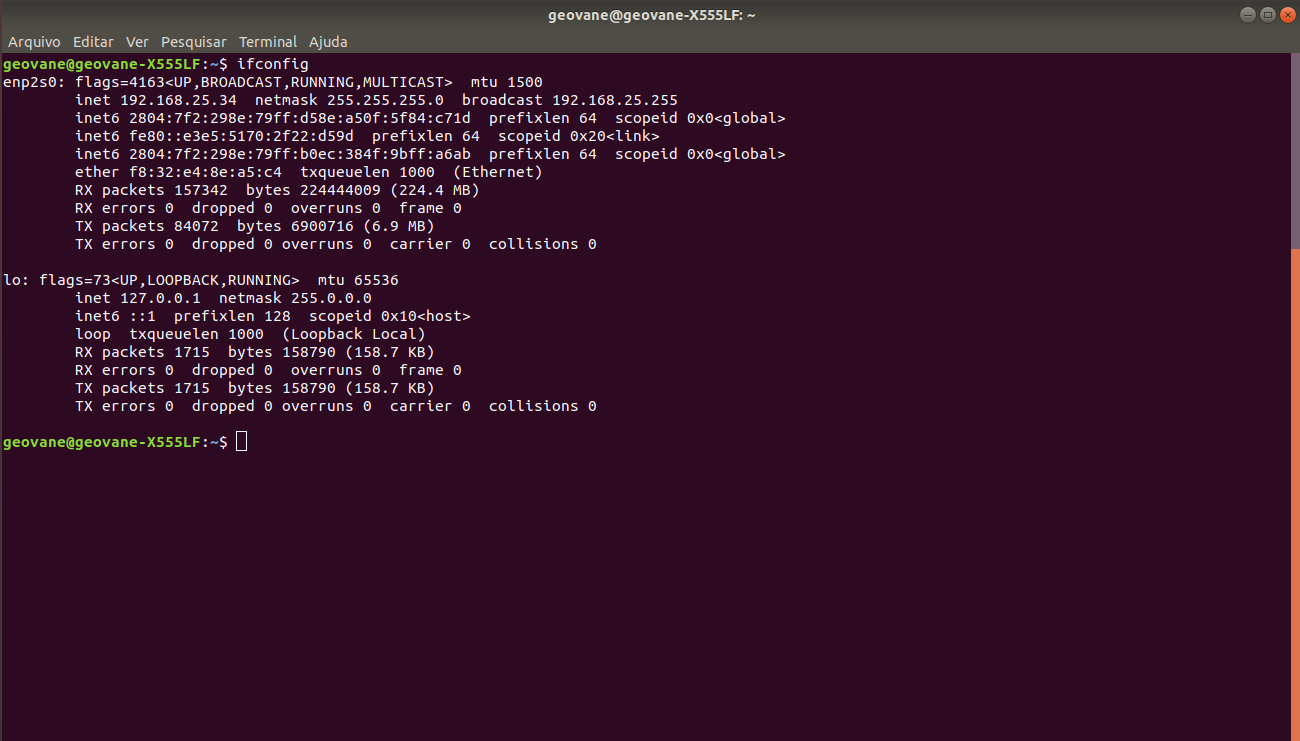 geovane@geovane-X555LF: ~
Arquivo Editar Ver Pesquisar Terminal Ajuda
geovane@geovane-X555LF:~$ ifconfig
enp2s0: flags=4163<UP,BROADCAST,RUNNING,MULTICAST>  mtu 1500
        inet 192.168.25.34  netmask 255.255.255.0  broadcast 192.168.25.255
        inet6 2804:7f2:298e:79ff:d58e:a50f:5f84:c71d  prefixlen 64  scopeid 0x0<global>
        inet6 fe80::e3e5:5170:2f22:d59d  prefixlen 64  scopeid 0x20<link>
        inet6 2804:7f2:298e:79ff:b0ec:384f:9bff:a6ab  prefixlen 64  scopeid 0x0<global>
        ether f8:32:e4:8e:a5:c4  txqueuelen 1000  (Ethernet)
        RX packets 157342  bytes 224444009 (224.4 MB)
        RX errors 0  dropped 0  overruns 0  frame 0
        TX packets 84072  bytes 6900716 (6.9 MB)
        TX errors 0  dropped 0 overruns 0  carrier 0  collisions 0

lo: flags=73<UP,LOOPBACK,RUNNING>  mtu 65536
        inet 127.0.0.1  netmask 255.0.0.0
        inet6 ::1  prefixlen 128  scopeid 0x10<host>
        loop  txqueuelen 1000  (Loopback Local)
        RX packets 1715  bytes 158790 (158.7 KB)
        RX errors 0  dropped 0  overruns 0  frame 0
        TX packets 1715  bytes 158790 (158.7 KB)
        TX errors 0  dropped 0 overruns 0  carrier 0  collisions 0

geovane@geovane-X555LF:~$